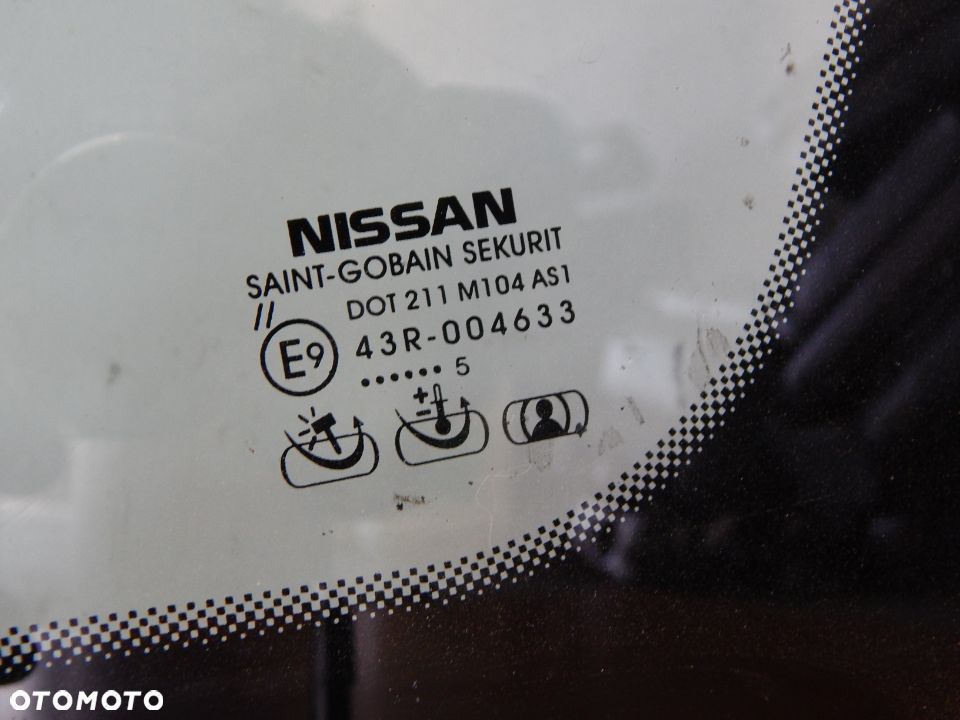 NISSAN
SAINT-GOBAIN SEKURIT
DOT 211 M104 AS1
//
E9
43R-004633
...... 5
+
-
OTOMOTO